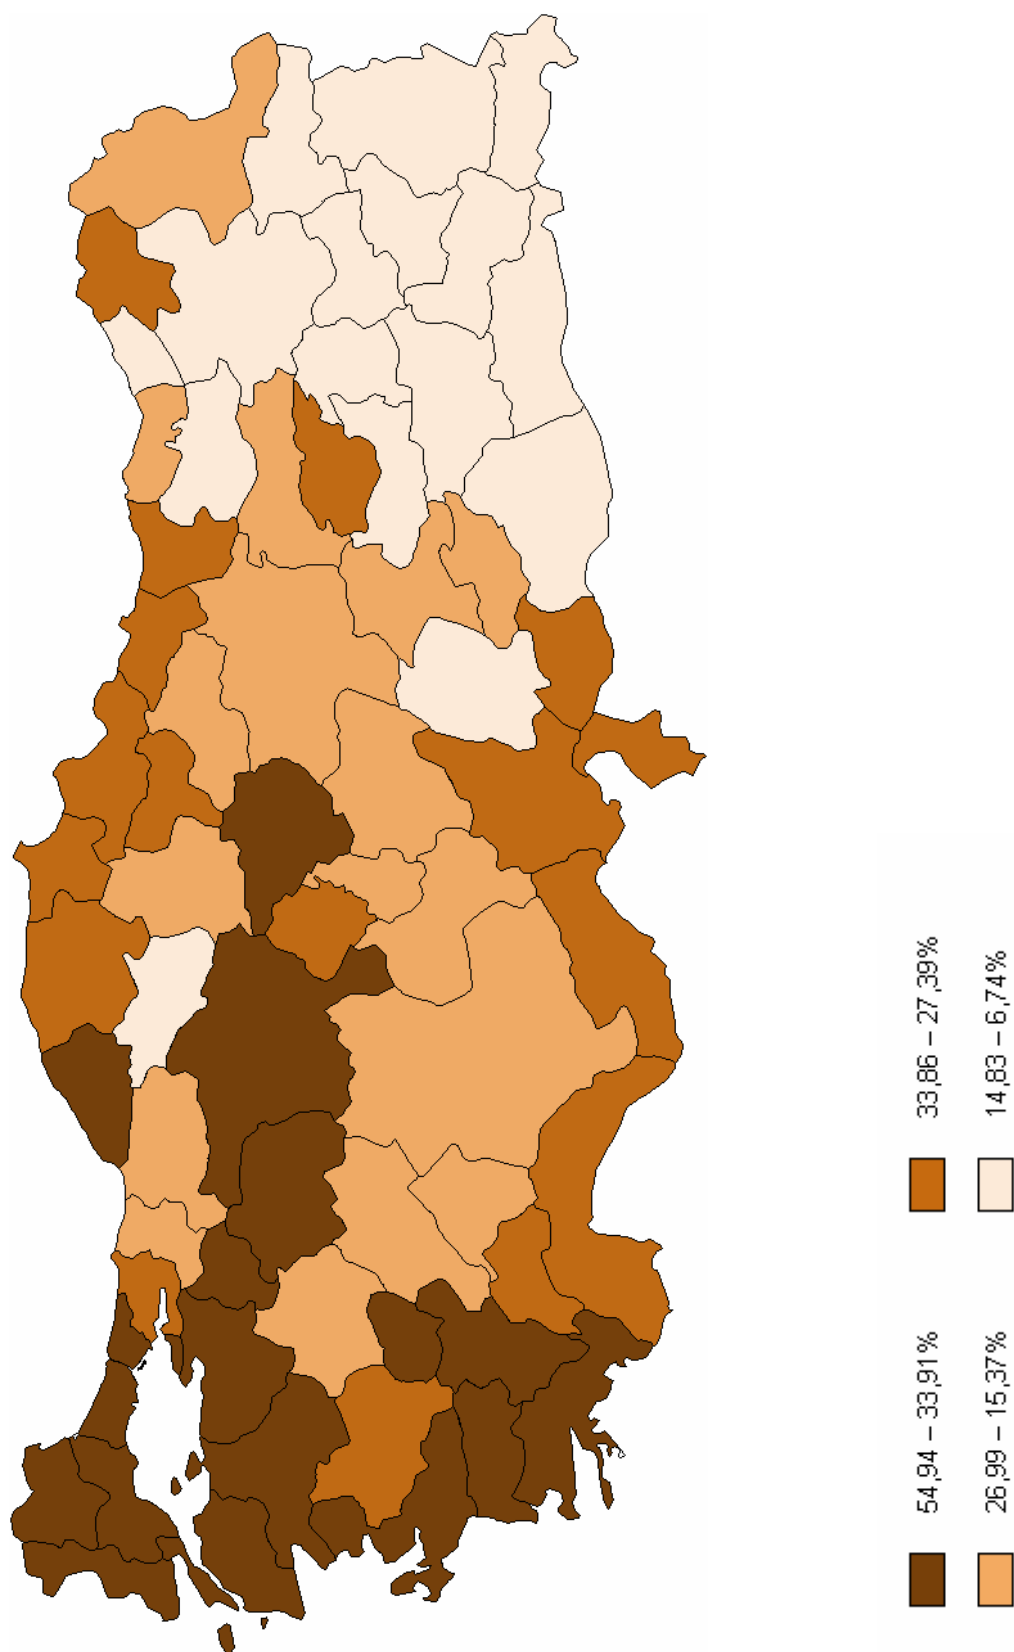 54,94 – 33,91%
33,86 – 27,39%
26,99 – 15,37%
14,83 – 6,74%